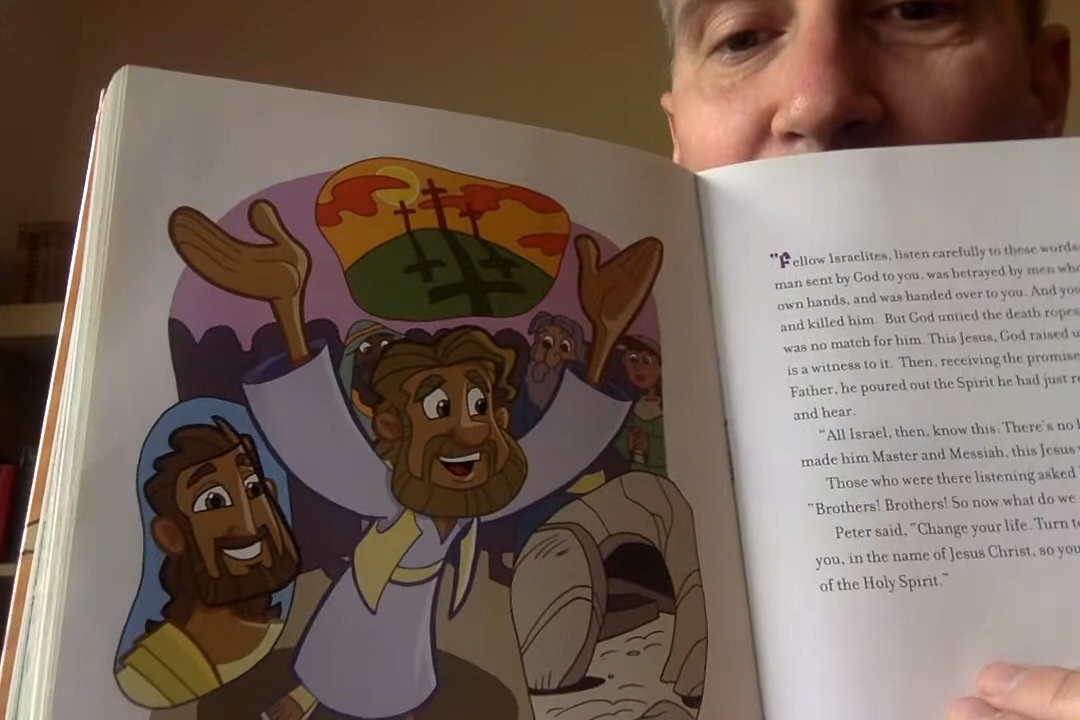 "Fellow Israelites, listen carefully to these words
man sent by God to you, was betrayed by men who
own hands, and was handed over to you. And you
and killed him. But God untied the death ropes
was no match for him. This Jesus, God raised
is a witness to it. Then, receiving the promise
Father, he poured out the Spirit he had just
and hear.
"All Israel, then, know this: There's no
made him Master and Messiah, this Jesus
Those who were there listening asked
"Brothers! Brothers! So now what do we
Peter said, "Change your life. Turn
you, in the name of Jesus Christ, so you
of the Holy Spirit."